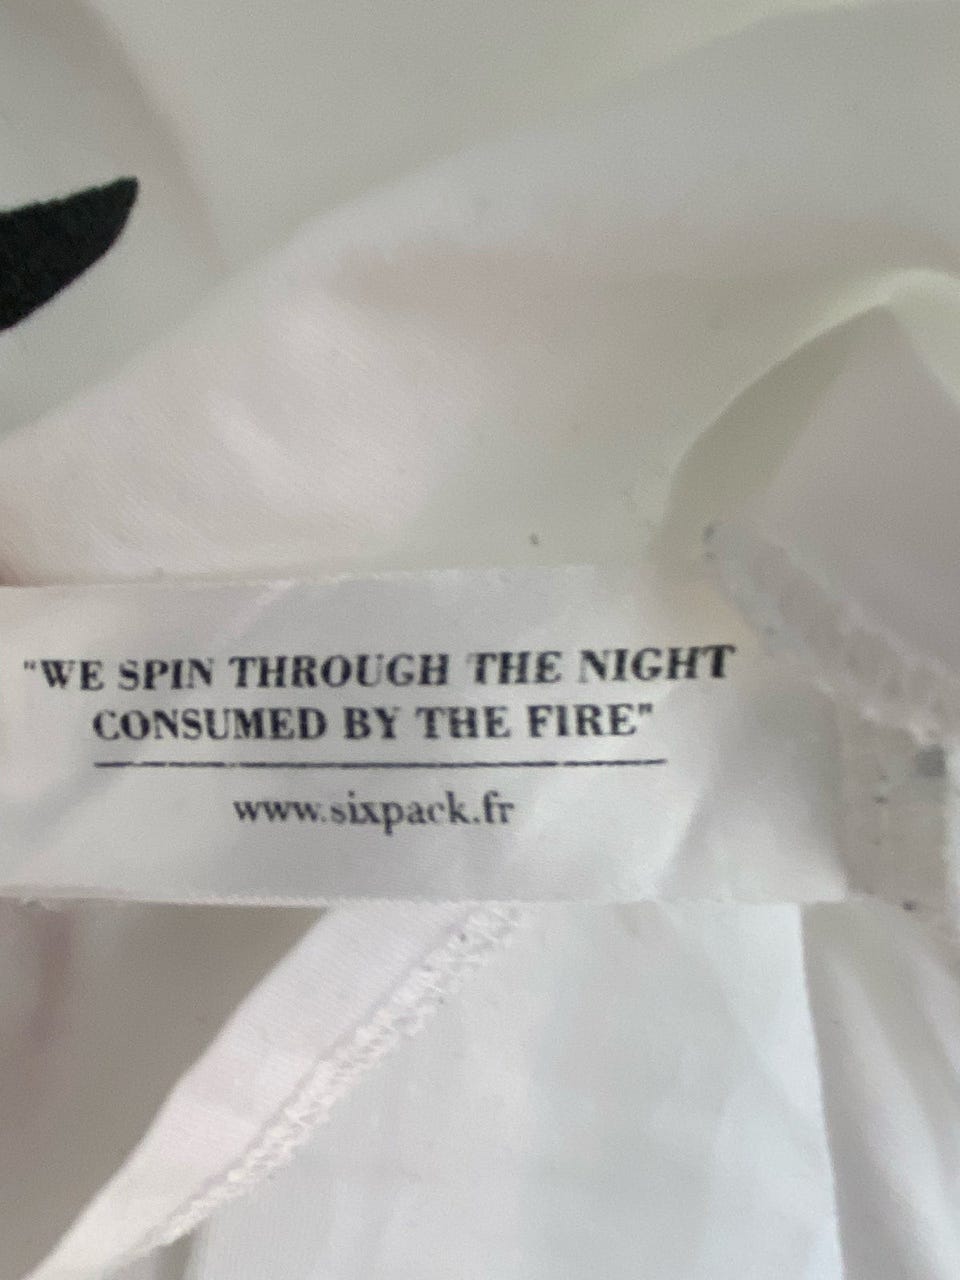 "WE SPIN THROUGH THE NIGHT
CONSUMED BY THE FIRE"
www.sixpack.fr